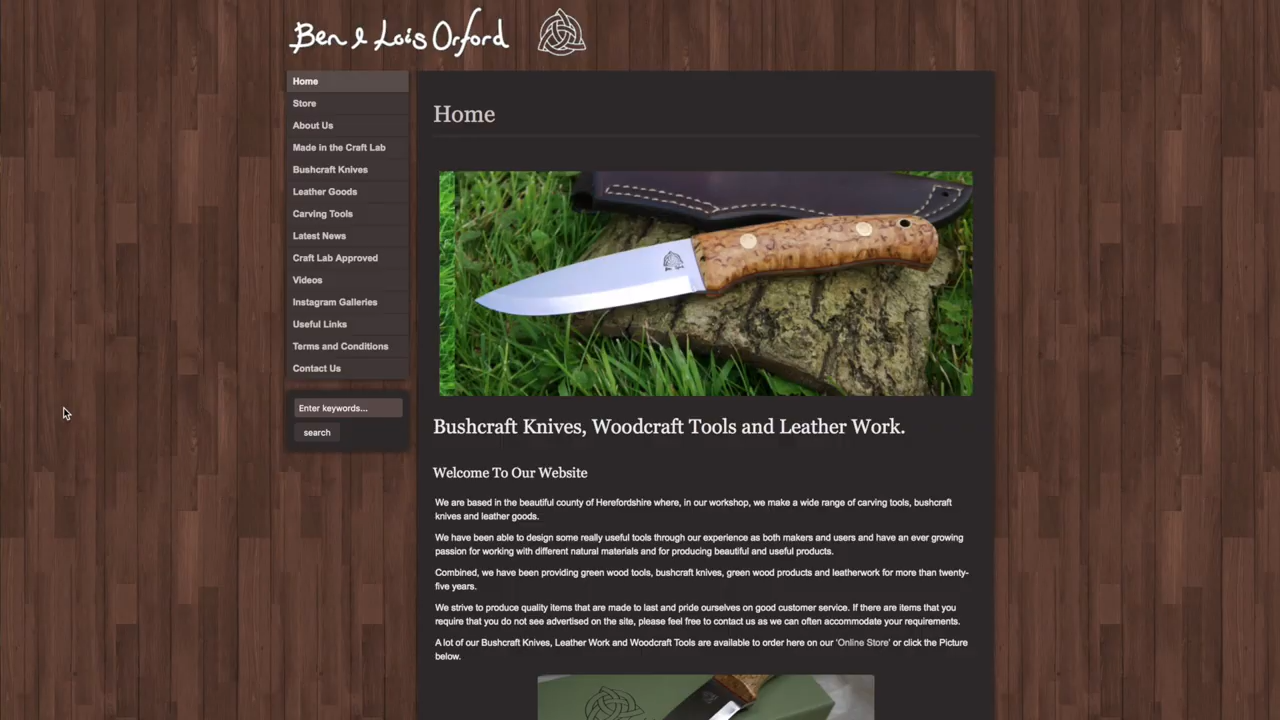 Ben & Lois Orford
Home
Store
About Us
Made in the Craft Lab
Bushcraft Knives
Leather Goods
Carving Tools
Latest News
Craft Lab Approved
Videos
Instagram Galleries
Useful Links
Terms and Conditions
Contact Us
Enter keywords...
search
Home
Bushcraft Knives, Woodcraft Tools and Leather Work.
Welcome To Our Website
We are based in the beautiful county of Herefordshire where, in our workshop, we make a wide range of carving tools, bushcraft
knives and leather goods.
We have been able to design some really useful tools through our experience as both makers and users and have an ever growing
passion for working with different natural materials and for producing beautiful and useful products.
Combined, we have been providing green wood tools, bushcraft knives, green wood products and leatherwork for more than twenty-
five years.
We strive to produce quality items that are made to last and pride ourselves on good customer service. If there are items that you
require that you do not see advertised on the site, please feel free to contact us as we can often accommodate your requirements.
A lot of our Bushcraft Knives, Leather Work and Woodcraft Tools are available to order here on our 'Online Store' or click the Picture
below.